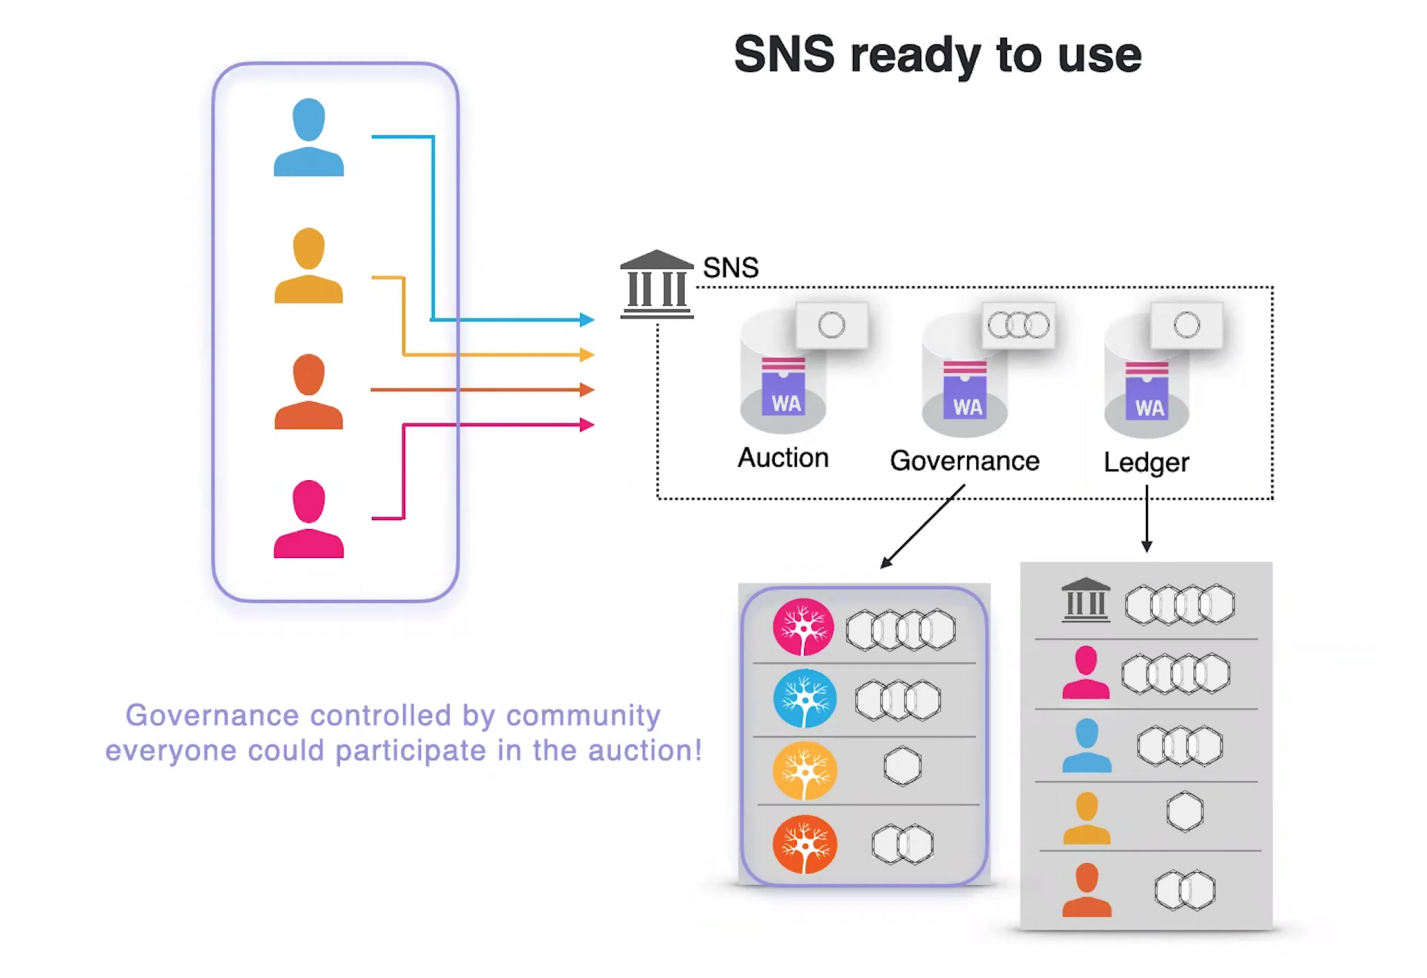 SNS ready to use
SNS
WA
WA
WA
Auction
Governance
Ledger
Governance controlled by community
everyone could participate in the auction!